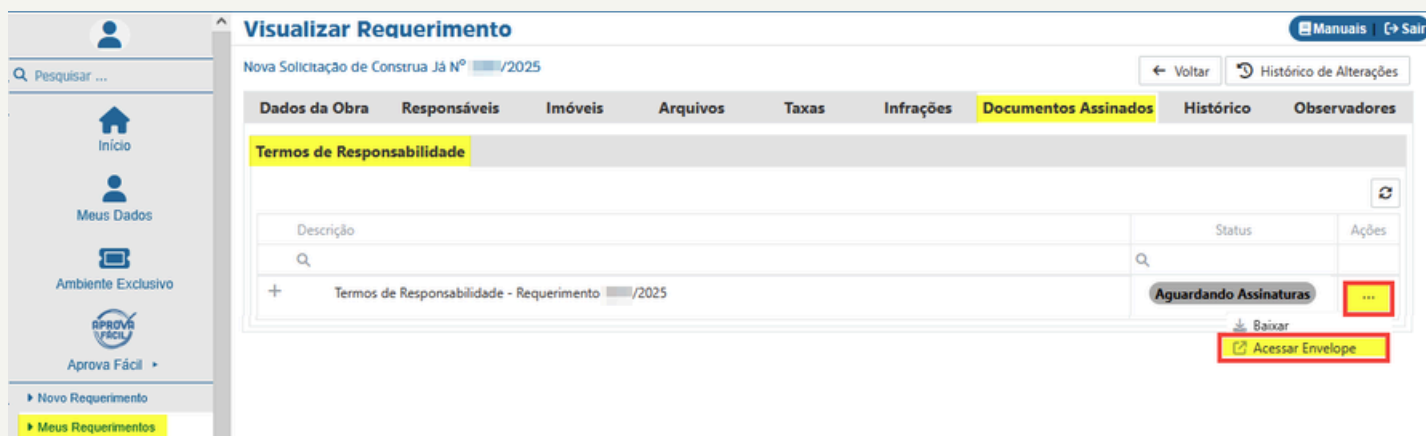 Visualizar Requerimento
Manuais
Sair
Pesquisar ...
Nova Solicitação de Construa Já Nº /2025
Voltar
Histórico de Alterações
Dados da Obra Responsáveis Imóveis Arquivos Taxas Infrações Documentos Assinados Histórico Observadores
Início
Termos de Responsabilidade
Meus Dados
Descrição Status Ações
Ambiente Exclusivo
Termos de Responsabilidade - Requerimento /2025 Aguardando Assinaturas ...
APROVA
FÁCIL
Baixar
Acessar Envelope
Aprova Fácil
Novo Requerimento
Meus Requerimentos